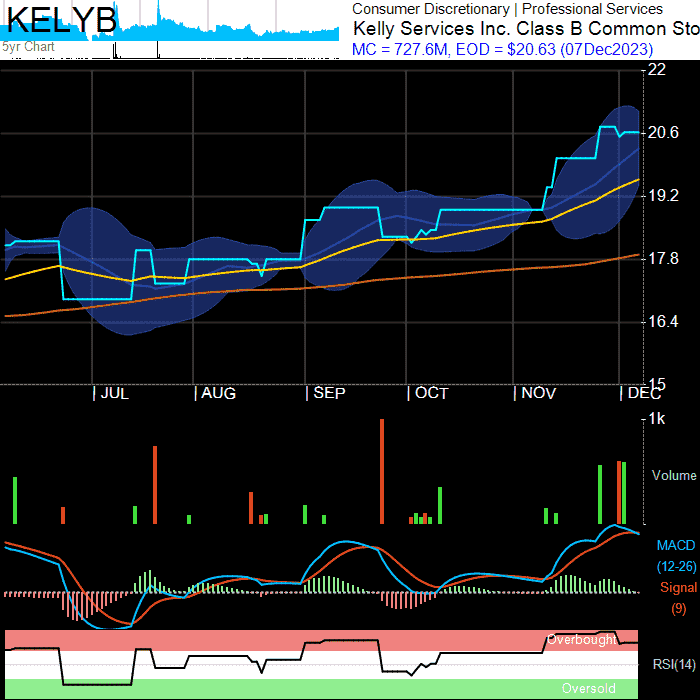 KELYB
5yr Chart
Consumer Discretionary | Professional Services
Kelly Services Inc. Class B Common Sto
MC = 727.6M, EOD = $20.63 (07Dec2023)
22
20.6
19.2
17.8
16.4
15
| JUL | AUG | SEP | OCT | NOV | DEC
1k
Volume
MACD
(12-26)
Signal
(9)
Overbought
RSI(14)
Oversold